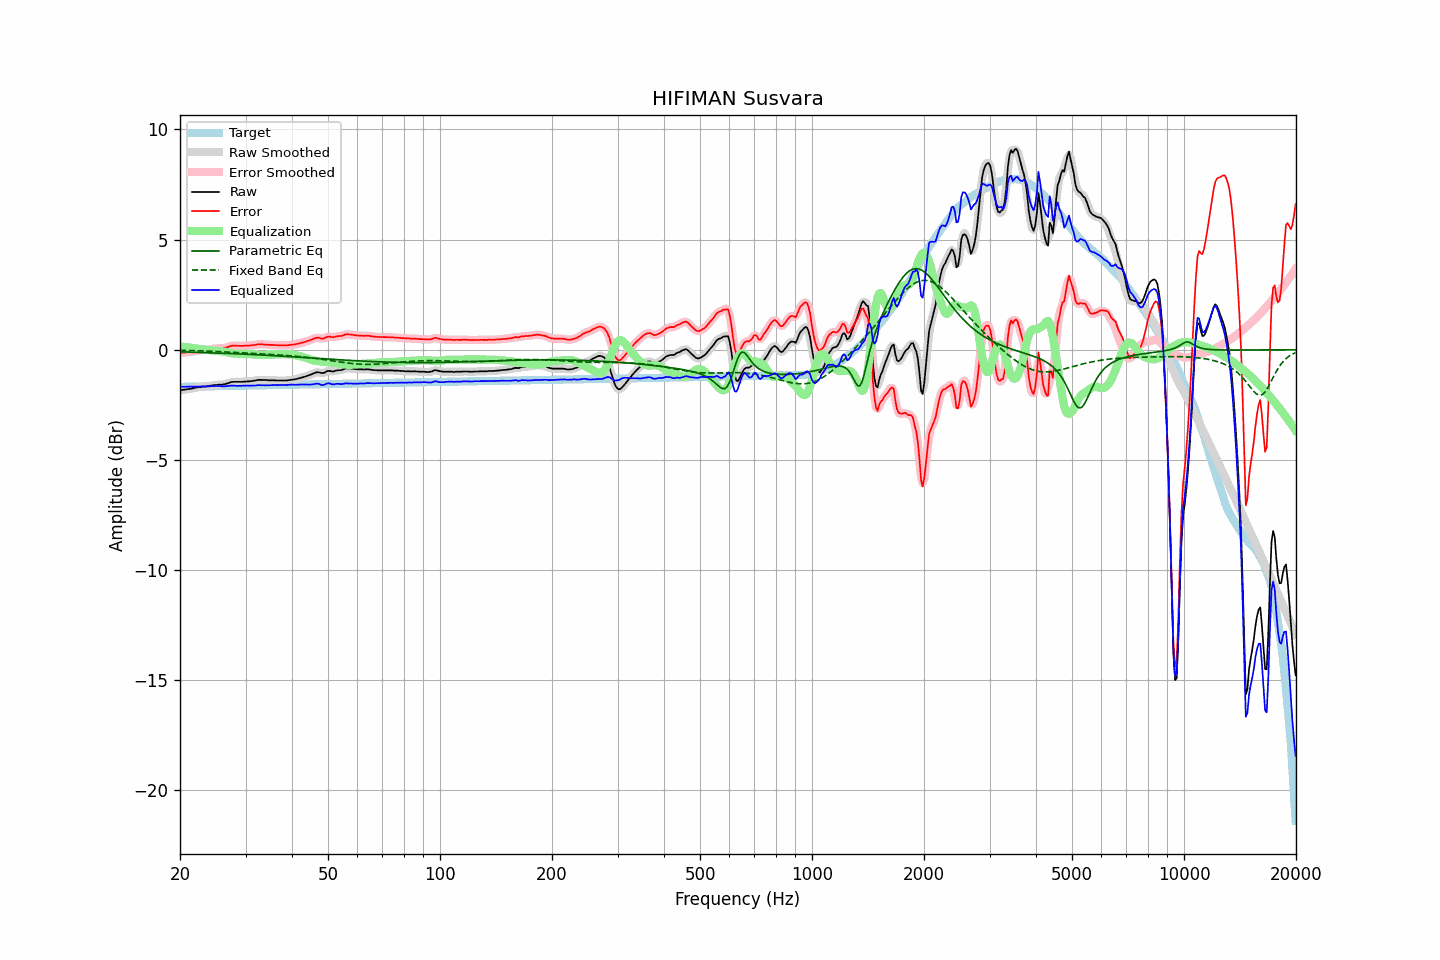 HIFIMAN Susvara
Target
Raw Smoothed
Error Smoothed
Raw
Error
Equalization
Parametric Eq
Fixed Band Eq
Equalized
10
5
0
−5
−10
−15
−20
Amplitude (dBr)
20
50
100
200
500
1000
2000
5000
10000
20000
Frequency (Hz)